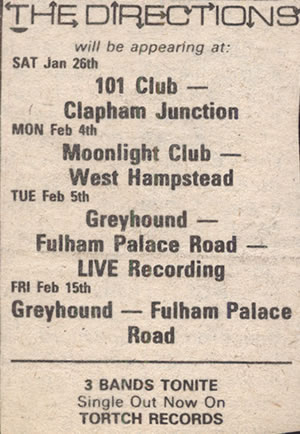 THE DIRECTIONS
will be appearing at:
SAT Jan 26th
101 Club —
Clapham Junction
MON Feb 4th
Moonlight Club —
West Hampstead
TUE Feb 5th
Greyhound —
Fulham Palace Road —
LIVE Recording
FRI Feb 15th
Greyhound — Fulham Palace
Road
3 BANDS TONITE
Single Out Now On
TORTCH RECORDS